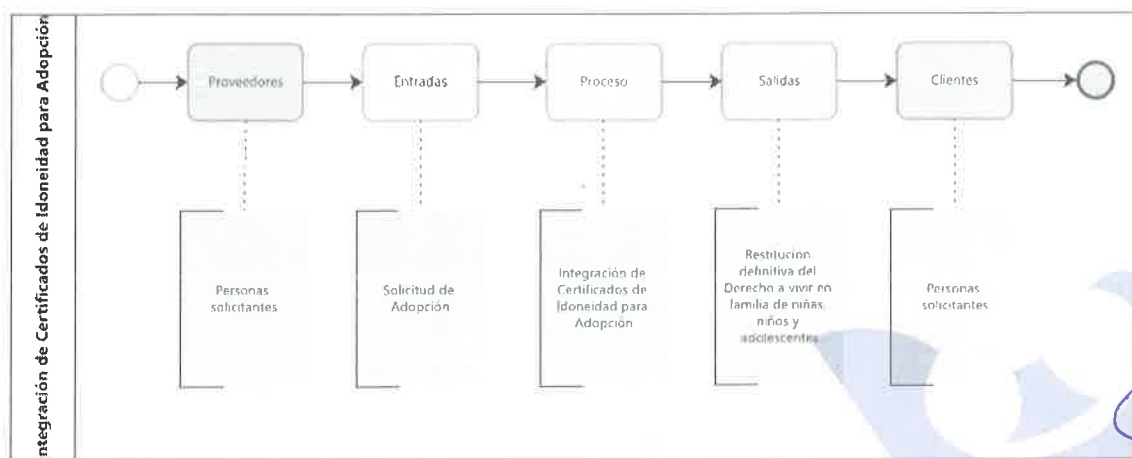 ntegración de Certificados de Idoneidad para Adopción
Proveedores
Entradas
Proceso
Salidas
Clientes
Personas
solicitantes
Solicitud de
Adopción
Integración de
Certificados de
Idoneidad para
Adopción
Restitución
definitiva del
Derecho a vivir en
familia de niñas,
niños y
adolescentes
Personas
solicitantes